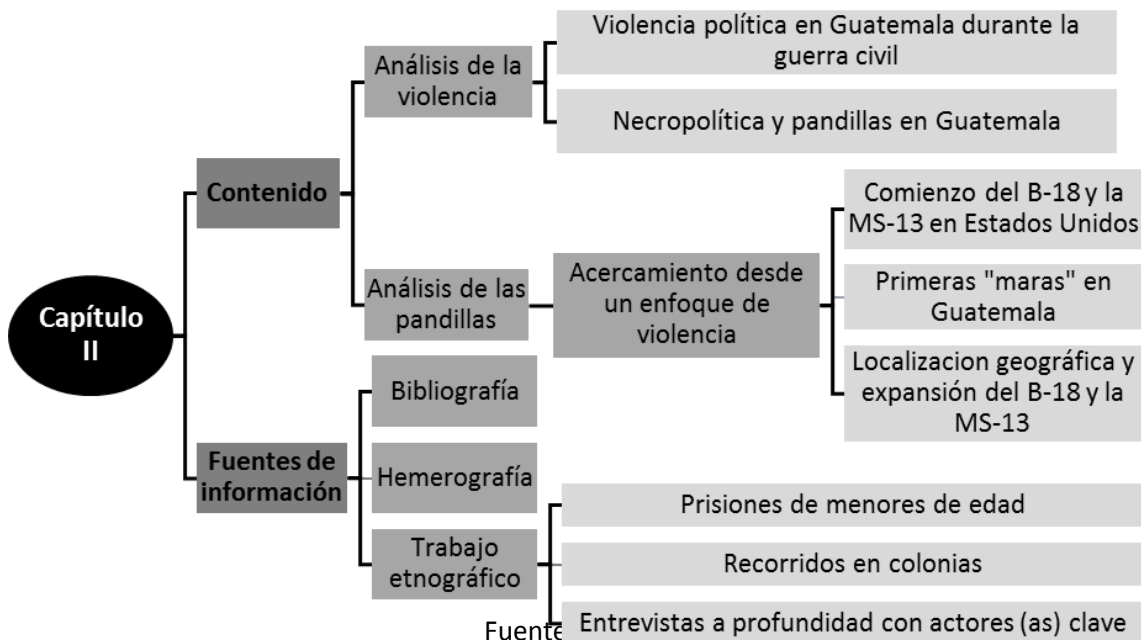 Capítulo
II
Contenido
Análisis de la
violencia
Violencia política en Guatemala durante la
guerra civil
Necropolítica y pandillas en Guatemala
Análisis de las
pandillas
Acercamiento desde
un enfoque de
violencia
Comienzo del B-18 y la
MS-13 en Estados Unidos
Primeras "maras" en
Guatemala
Localizacion geográfica y
expansión del B-18 y la
MS-13
Fuentes de
información
Bibliografía
Hemerografía
Trabajo
etnográfico
Prisiones de menores de edad
Recorridos en colonias
Entrevistas a profundidad con actores (as) clave
Fuente